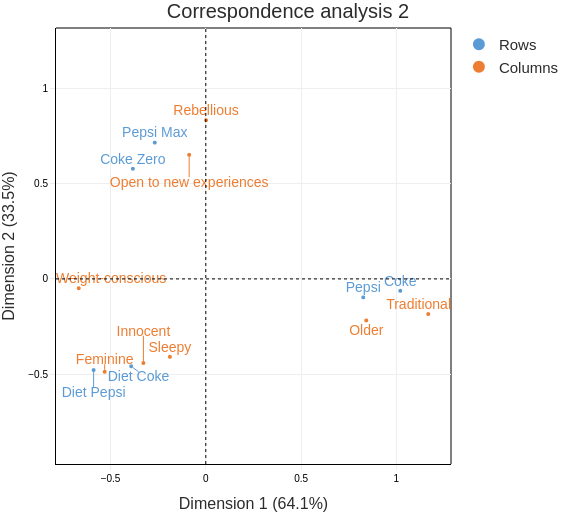 Correspondence analysis 2
Rows
Columns
Dimension 2 (33.5%)
1
0.5
0
−0.5
Rebellious
Pepsi Max
Coke Zero
Open to new experiences
Weight-conscious
Coke
Pepsi
Traditional
Older
Innocent
Sleepy
Feminine
Diet Coke
Diet Pepsi
−0.5
0
0.5
1
Dimension 1 (64.1%)